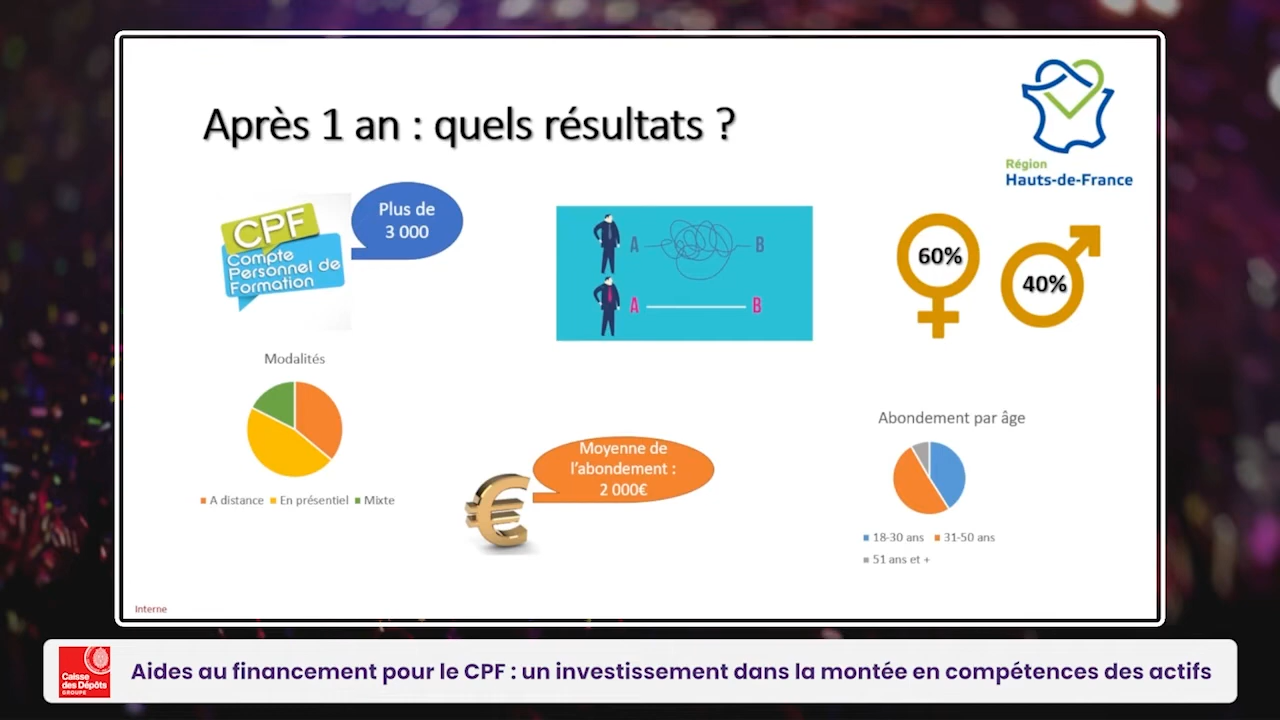 Après 1 an : quels résultats ?
Région
Hauts-de-France
CPF
Compte
Personnel de
Formation
Plus de
3 000
A
B
A
B
60%
40%
Modalités
A distance
En présentiel
Mixte
Moyenne de
l'abondement :
2 000€
€
Abondement par âge
18-30 ans
31-50 ans
51 ans et +
Interne
Caisse
des Dépôts
GROUPE
Aides au financement pour le CPF : un investissement dans la montée en compétences des actifs